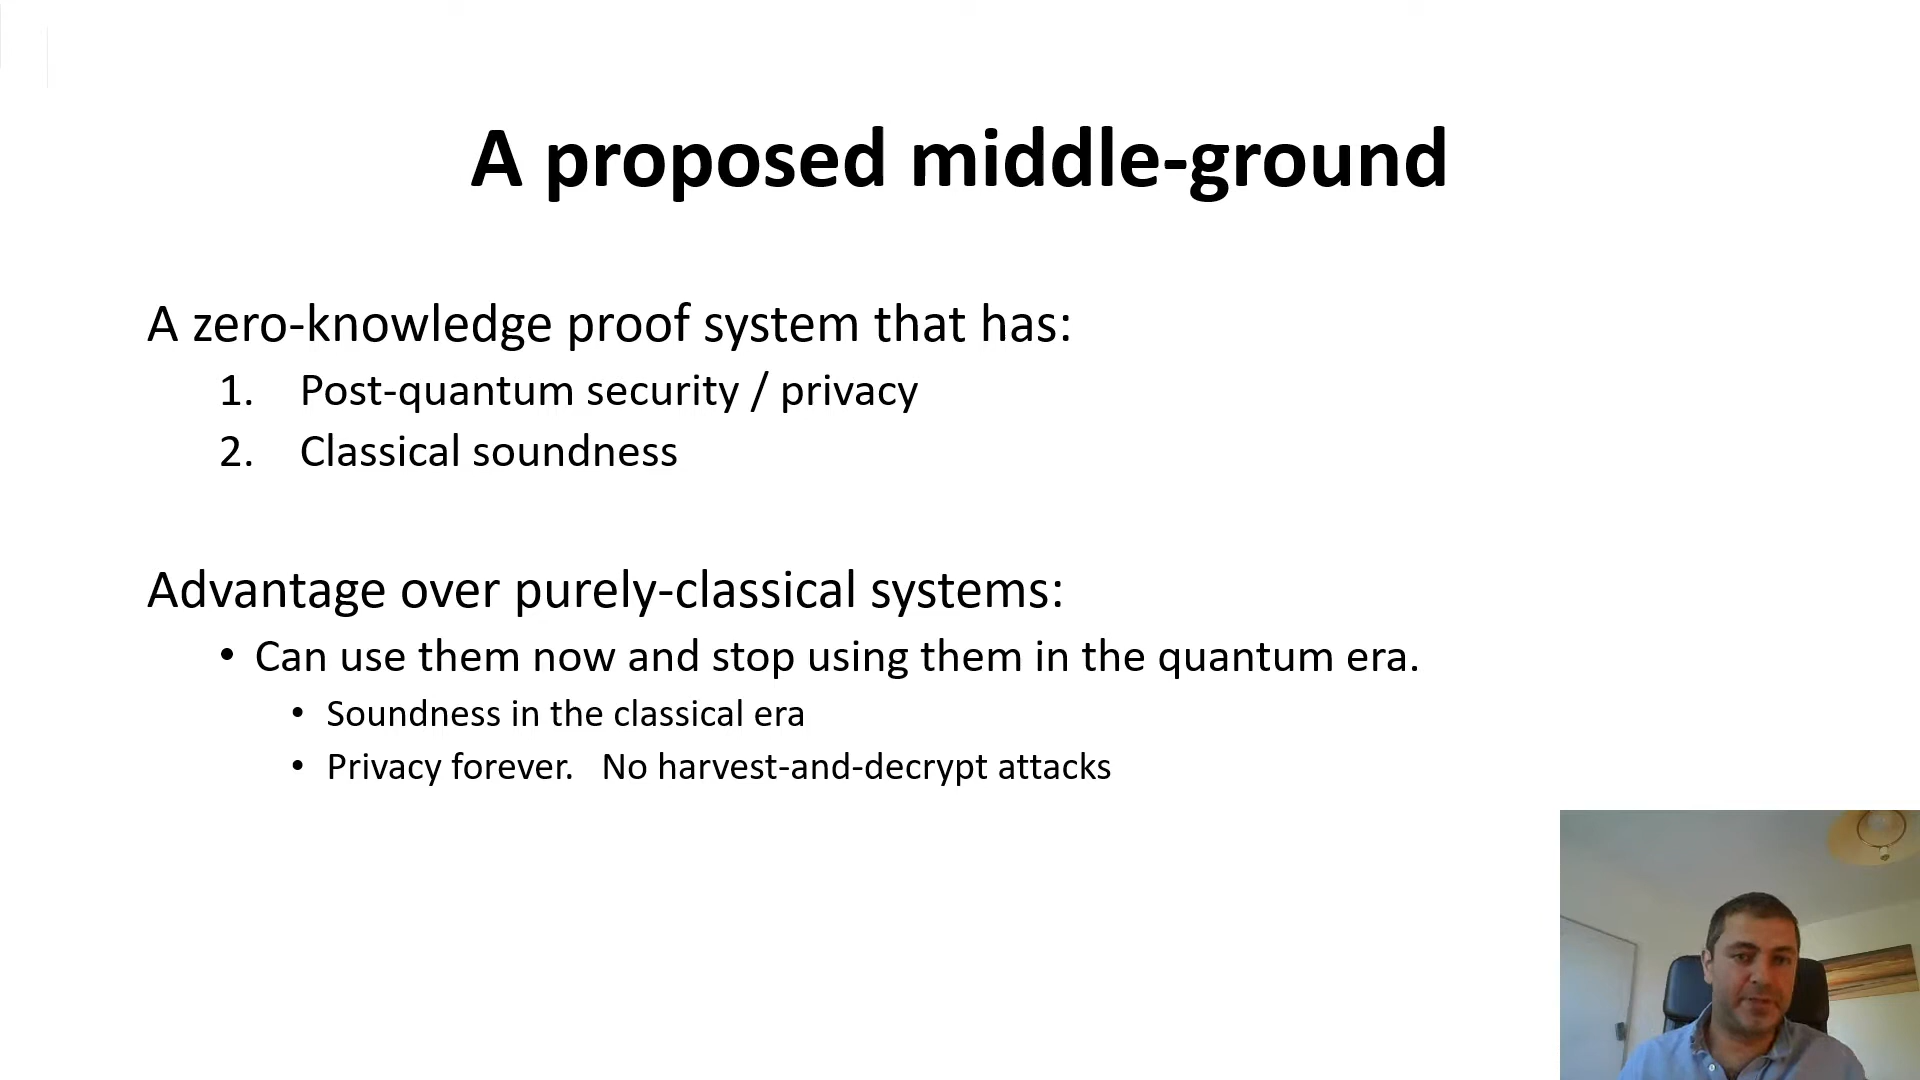 A proposed middle-ground
A zero-knowledge proof system that has:
1. Post-quantum security / privacy
2. Classical soundness
Advantage over purely-classical systems:
• Can use them now and stop using them in the quantum era.
• Soundness in the classical era
• Privacy forever. No harvest-and-decrypt attacks